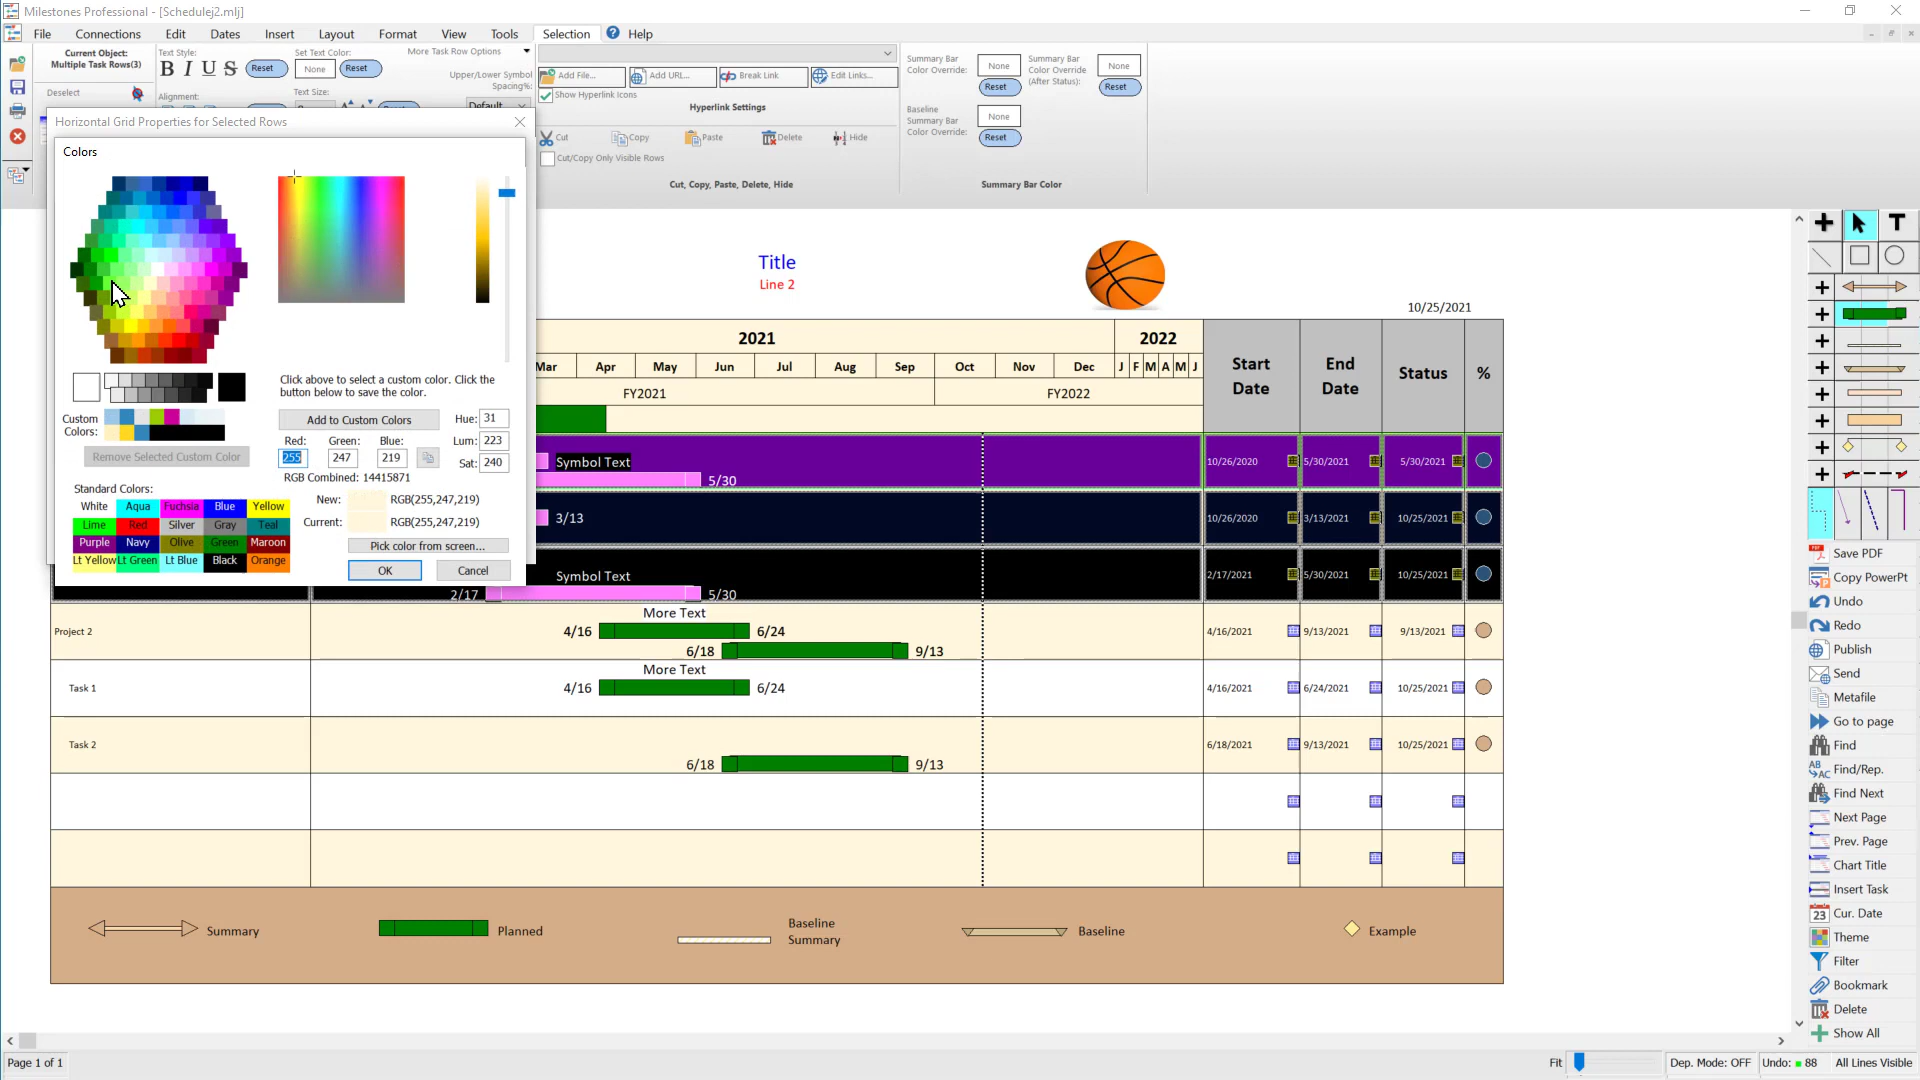 Milestones Professional - [Schedulej2.mlj]
File Connections Edit Dates Insert Layout Format View Tools Selection Help
Current Object:
Multiple Task Rows(3)
Deselect
Text Style:
B I U S Reset
Set Text Color:
None Reset
More Task Row Options
Upper/Lower Symbol
Spacing%:
Default
Alignment:
Text Size:
Add File... Add URL... Break Link Edit Links...
Show Hyperlink Icons
Hyperlink Settings
Cut Copy Paste Delete Hide
Cut/Copy Only Visible Rows
Cut, Copy, Paste, Delete, Hide
Summary Bar
Color Override:
None
Reset
Summary Bar
Color Override
(After Status):
None
Reset
Baseline
Summary Bar
Color Override:
None
Reset
Summary Bar Color
Horizontal Grid Properties for Selected Rows
Colors
Click above to select a custom color. Click the
button below to save the color.
Custom
Colors:
Add to Custom Colors
Hue: 31
Red: Green: Blue:
255 247 219
Lum: 223
Sat: 240
Remove Selected Custom Color
RGB Combined: 14415871
Standard Colors:
White Aqua Fuchsia Blue Yellow
Lime Red Silver Gray Teal
Purple Navy Olive Green Maroon
Lt Yellow Lt Green Lt Blue Black Orange
New: RGB(255,247,219)
Current: RGB(255,247,219)
Pick color from screen...
OK Cancel
Title
Line 2
10/25/2021
2021 2022
Mar Apr May Jun Jul Aug Sep Oct Nov Dec J F M A M J
FY2021 FY2022
Start
Date
End
Date
Status
%
Symbol Text
5/30
10/26/2020 5/30/2021 5/30/2021
3/13
10/26/2020 3/13/2021 10/25/2021
Symbol Text
2/17 5/30
2/17/2021 5/30/2021 10/25/2021
More Text
Project 2 4/16 6/24
6/18 9/13
4/16/2021 9/13/2021 9/13/2021
More Text
Task 1 4/16 6/24
4/16/2021 6/24/2021 10/25/2021
Task 2
6/18 9/13
6/18/2021 9/13/2021 10/25/2021
Summary
Planned
Baseline
Summary
Baseline
Example
T
Save PDF
Copy PowerPt
Undo
Redo
Publish
Send
Metafile
Go to page
Find
Find/Rep.
Find Next
Next Page
Prev. Page
Chart Title
Insert Task
23 Cur. Date
Theme
Filter
Bookmark
Delete
Show All
Page 1 of 1
Fit
Dep. Mode: OFF
Undo: 88
All Lines Visible